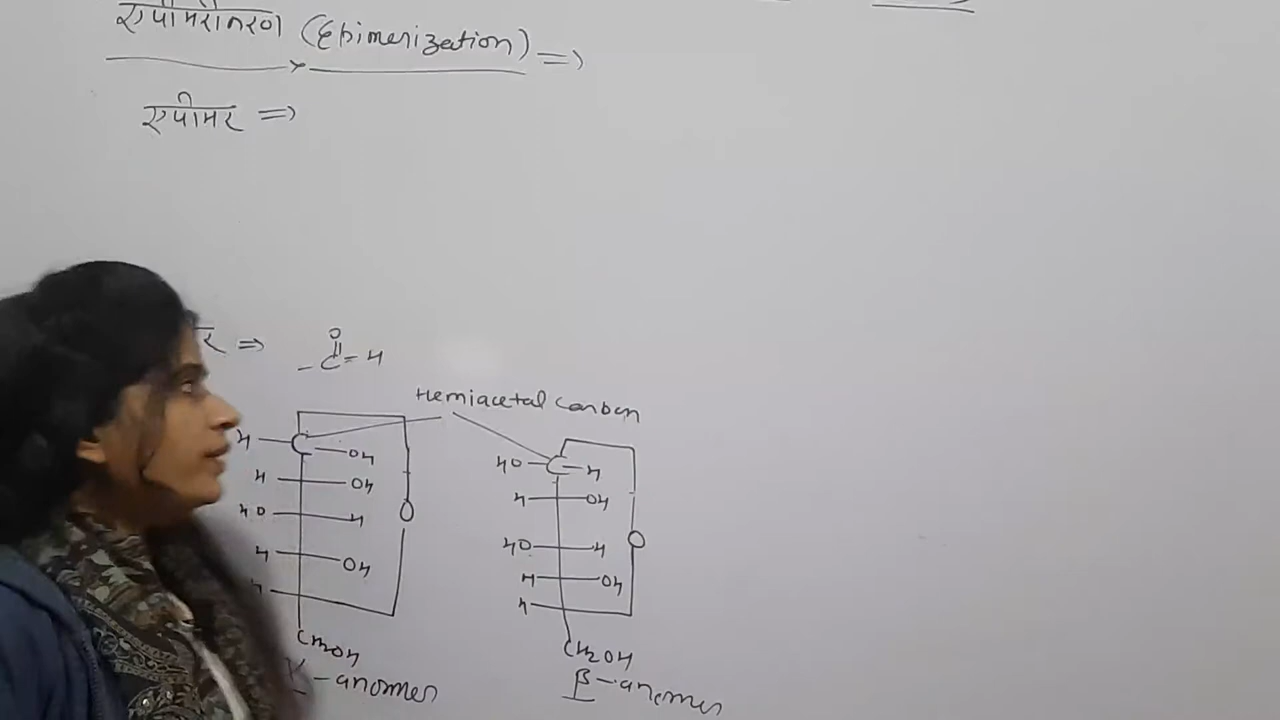 एपीमरीकरण (Epimerization) =>
एपीमर =>
र => O
-C-H
Hemiacetal Carbon
H C OH
H OH
HO H O
H OH
H
CH2OH
α-anomer
HO C H
H OH
HO H O
H OH
H
CH2OH
β-anomer